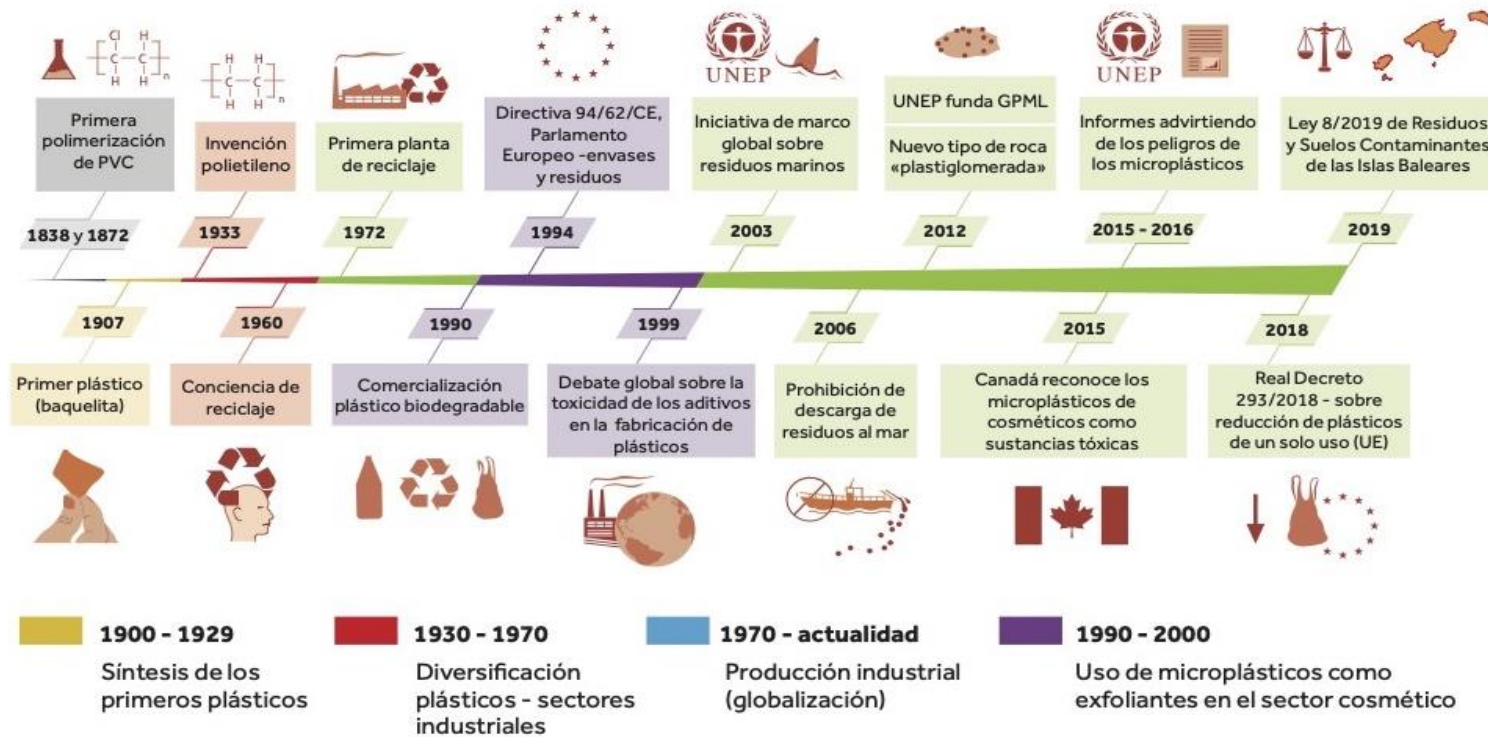 UNEP
UNEP
Cl H
C C
H H
n
H H
C C
H H
n
Primera
polimerización
de PVC
Invención
polietileno
Primera planta
de reciclaje
Directiva 94/62/CE,
Parlamento
Europeo -envases
y residuos
Iniciativa de marco
global sobre
residuos marinos
UNEP funda GPML
Nuevo tipo de roca
«plastiglomerada»
Informes advirtiendo
de los peligros de
los microplásticos
Ley 8/2019 de Residuos
y Suelos Contaminantes
de las Islas Baleares
1838 y 1872
1933
1972
1994
2003
2012
2015 - 2016
2019
1907
1960
1990
1999
2006
2015
2018
Primer plástico
(baquelita)
Conciencia de
reciclaje
Comercialización
plástico biodegradable
Debate global sobre la
toxicidad de los aditivos
en la fabricación de
plásticos
Prohibición de
descarga de
residuos al mar
Canadá reconoce los
microplásticos de
cosméticos como
sustancias tóxicas
Real Decreto
293/2018 - sobre
reducción de plásticos
de un solo uso (UE)
1900 - 1929
Síntesis de los
primeros plásticos
1930 - 1970
Diversificación
plásticos - sectores
industriales
1970 - actualidad
Producción industrial
(globalización)
1990 - 2000
Uso de microplásticos como
exfoliantes en el sector cosmético